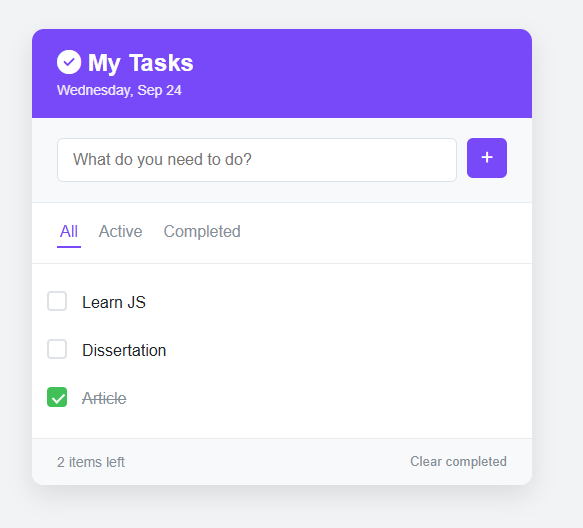 My Tasks
Wednesday, Sep 24
What do you need to do?
+
All Active Completed
Learn JS
Dissertation
Article
2 items left Clear completed